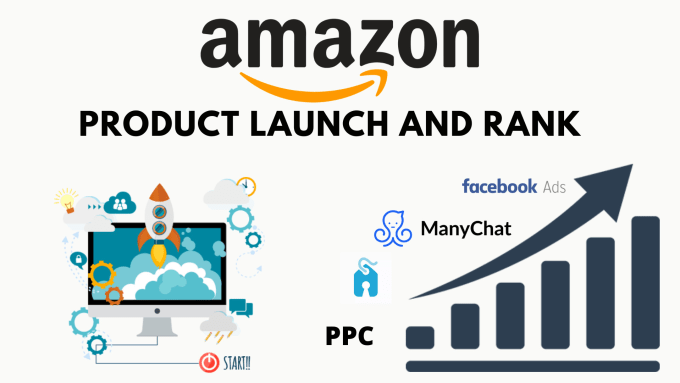 amazon
PRODUCT LAUNCH AND RANK
facebook Ads
ManyChat
PPC
START!!